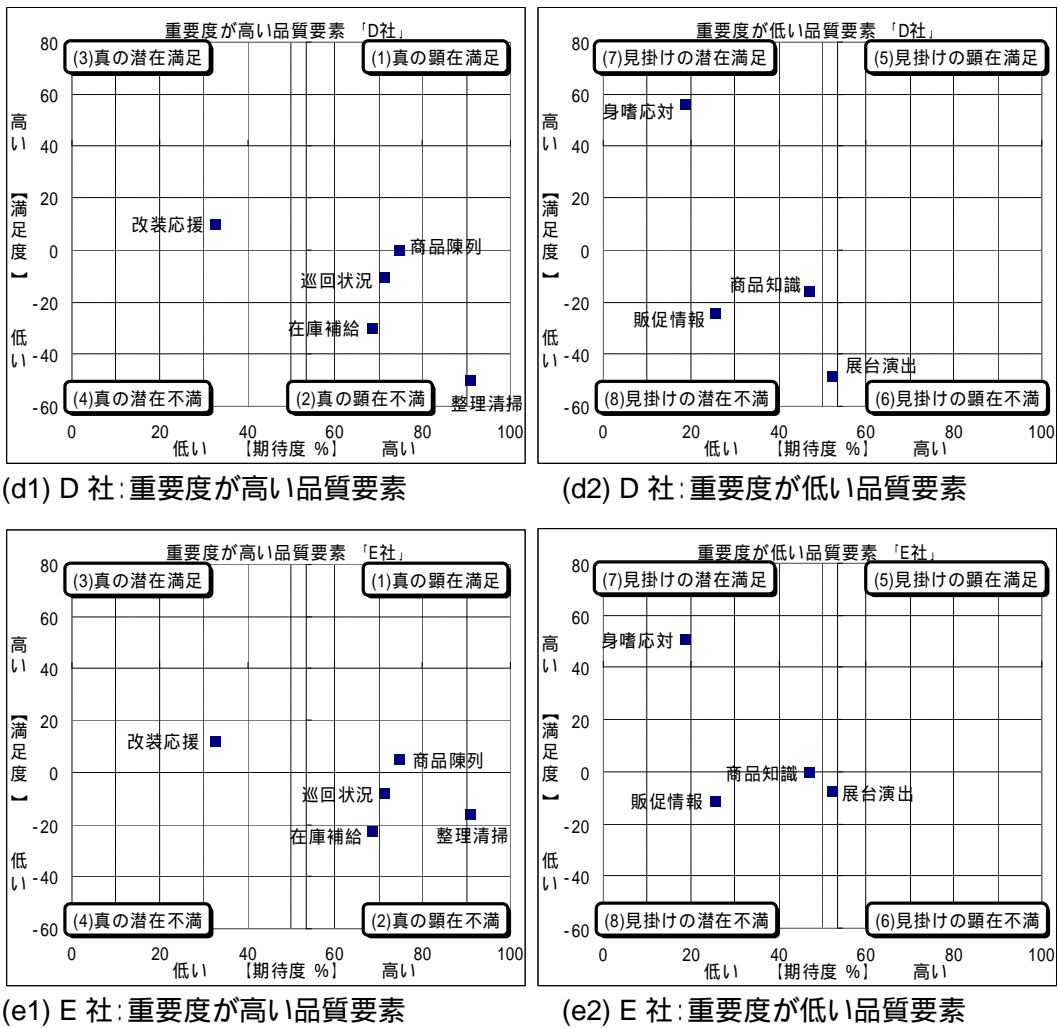 重要度が高い品質要素 「D社」
80
(3)真の潜在満足
(1)真の顕在満足
60
高い
40
20
改装応援
【満足度】
0
商品陳列
巡回状況
-20
在庫補給
低い
-40
(4)真の潜在不満
(2)真の顕在不満
整理清掃
-60
0 20 40 60 80 100
低い 【期待度 %】 高い
(d1) D 社:重要度が高い品質要素
重要度が低い品質要素 「D社」
80
(7)見掛けの潜在満足
(5)見掛けの顕在満足
60
身嗜応対
高い
40
20
【満足度】
0
商品知識
-20
販促情報
低い
-40
展台演出
(8)見掛けの潜在不満
(6)見掛けの顕在不満
-60
0 20 40 60 80 100
低い 【期待度 %】 高い
(d2) D 社:重要度が低い品質要素
重要度が高い品質要素 「E社」
80
(3)真の潜在満足
(1)真の顕在満足
60
高い
40
20
改装応援
【満足度】
商品陳列
0
巡回状況
-20
在庫補給
整理清掃
低い
-40
(4)真の潜在不満
(2)真の顕在不満
-60
0 20 40 60 80 100
低い 【期待度 %】 高い
(e1) E 社:重要度が高い品質要素
重要度が低い品質要素 「E社」
80
(7)見掛けの潜在満足
(5)見掛けの顕在満足
60
身嗜応対
高い
40
20
【満足度】
0
商品知識
展台演出
販促情報
-20
低い
-40
(8)見掛けの潜在不満
(6)見掛けの顕在不満
-60
0 20 40 60 80 100
低い 【期待度 %】 高い
(e2) E 社:重要度が低い品質要素